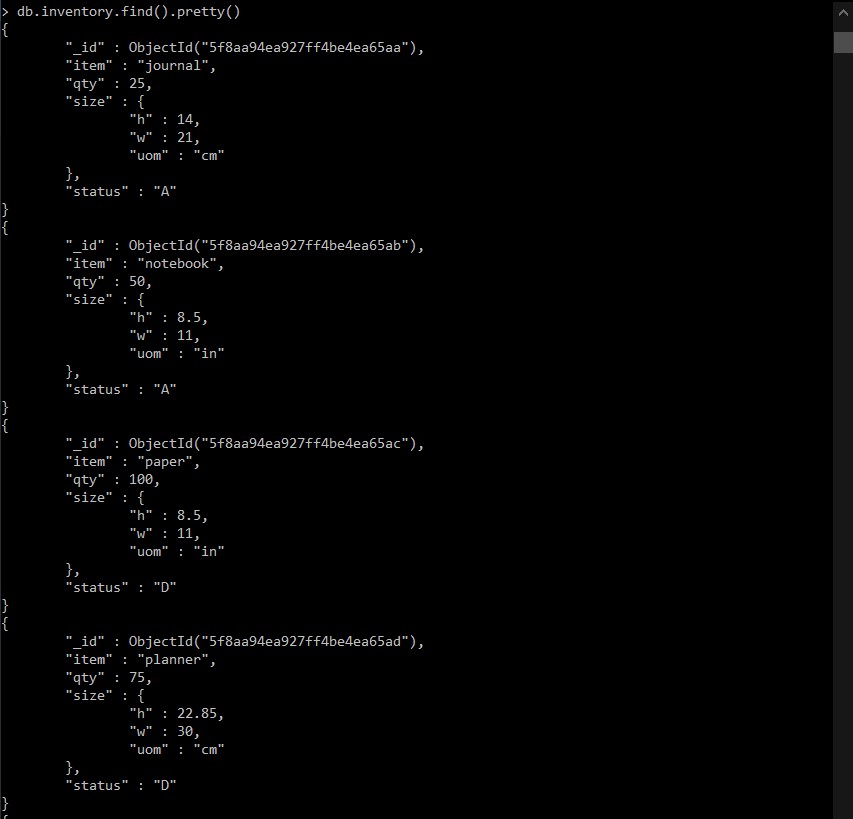 > db.inventory.find().pretty()
{
        "_id" : ObjectId("5f8aa94ea927ff4be4ea65aa"),
        "item" : "journal",
        "qty" : 25,
        "size" : {
                "h" : 14,
                "w" : 21,
                "uom" : "cm"
        },
        "status" : "A"
}
{
        "_id" : ObjectId("5f8aa94ea927ff4be4ea65ab"),
        "item" : "notebook",
        "qty" : 50,
        "size" : {
                "h" : 8.5,
                "w" : 11,
                "uom" : "in"
        },
        "status" : "A"
}
{
        "_id" : ObjectId("5f8aa94ea927ff4be4ea65ac"),
        "item" : "paper",
        "qty" : 100,
        "size" : {
                "h" : 8.5,
                "w" : 11,
                "uom" : "in"
        },
        "status" : "D"
}
{
        "_id" : ObjectId("5f8aa94ea927ff4be4ea65ad"),
        "item" : "planner",
        "qty" : 75,
        "size" : {
                "h" : 22.85,
                "w" : 30,
                "uom" : "cm"
        },
        "status" : "D"
}
{